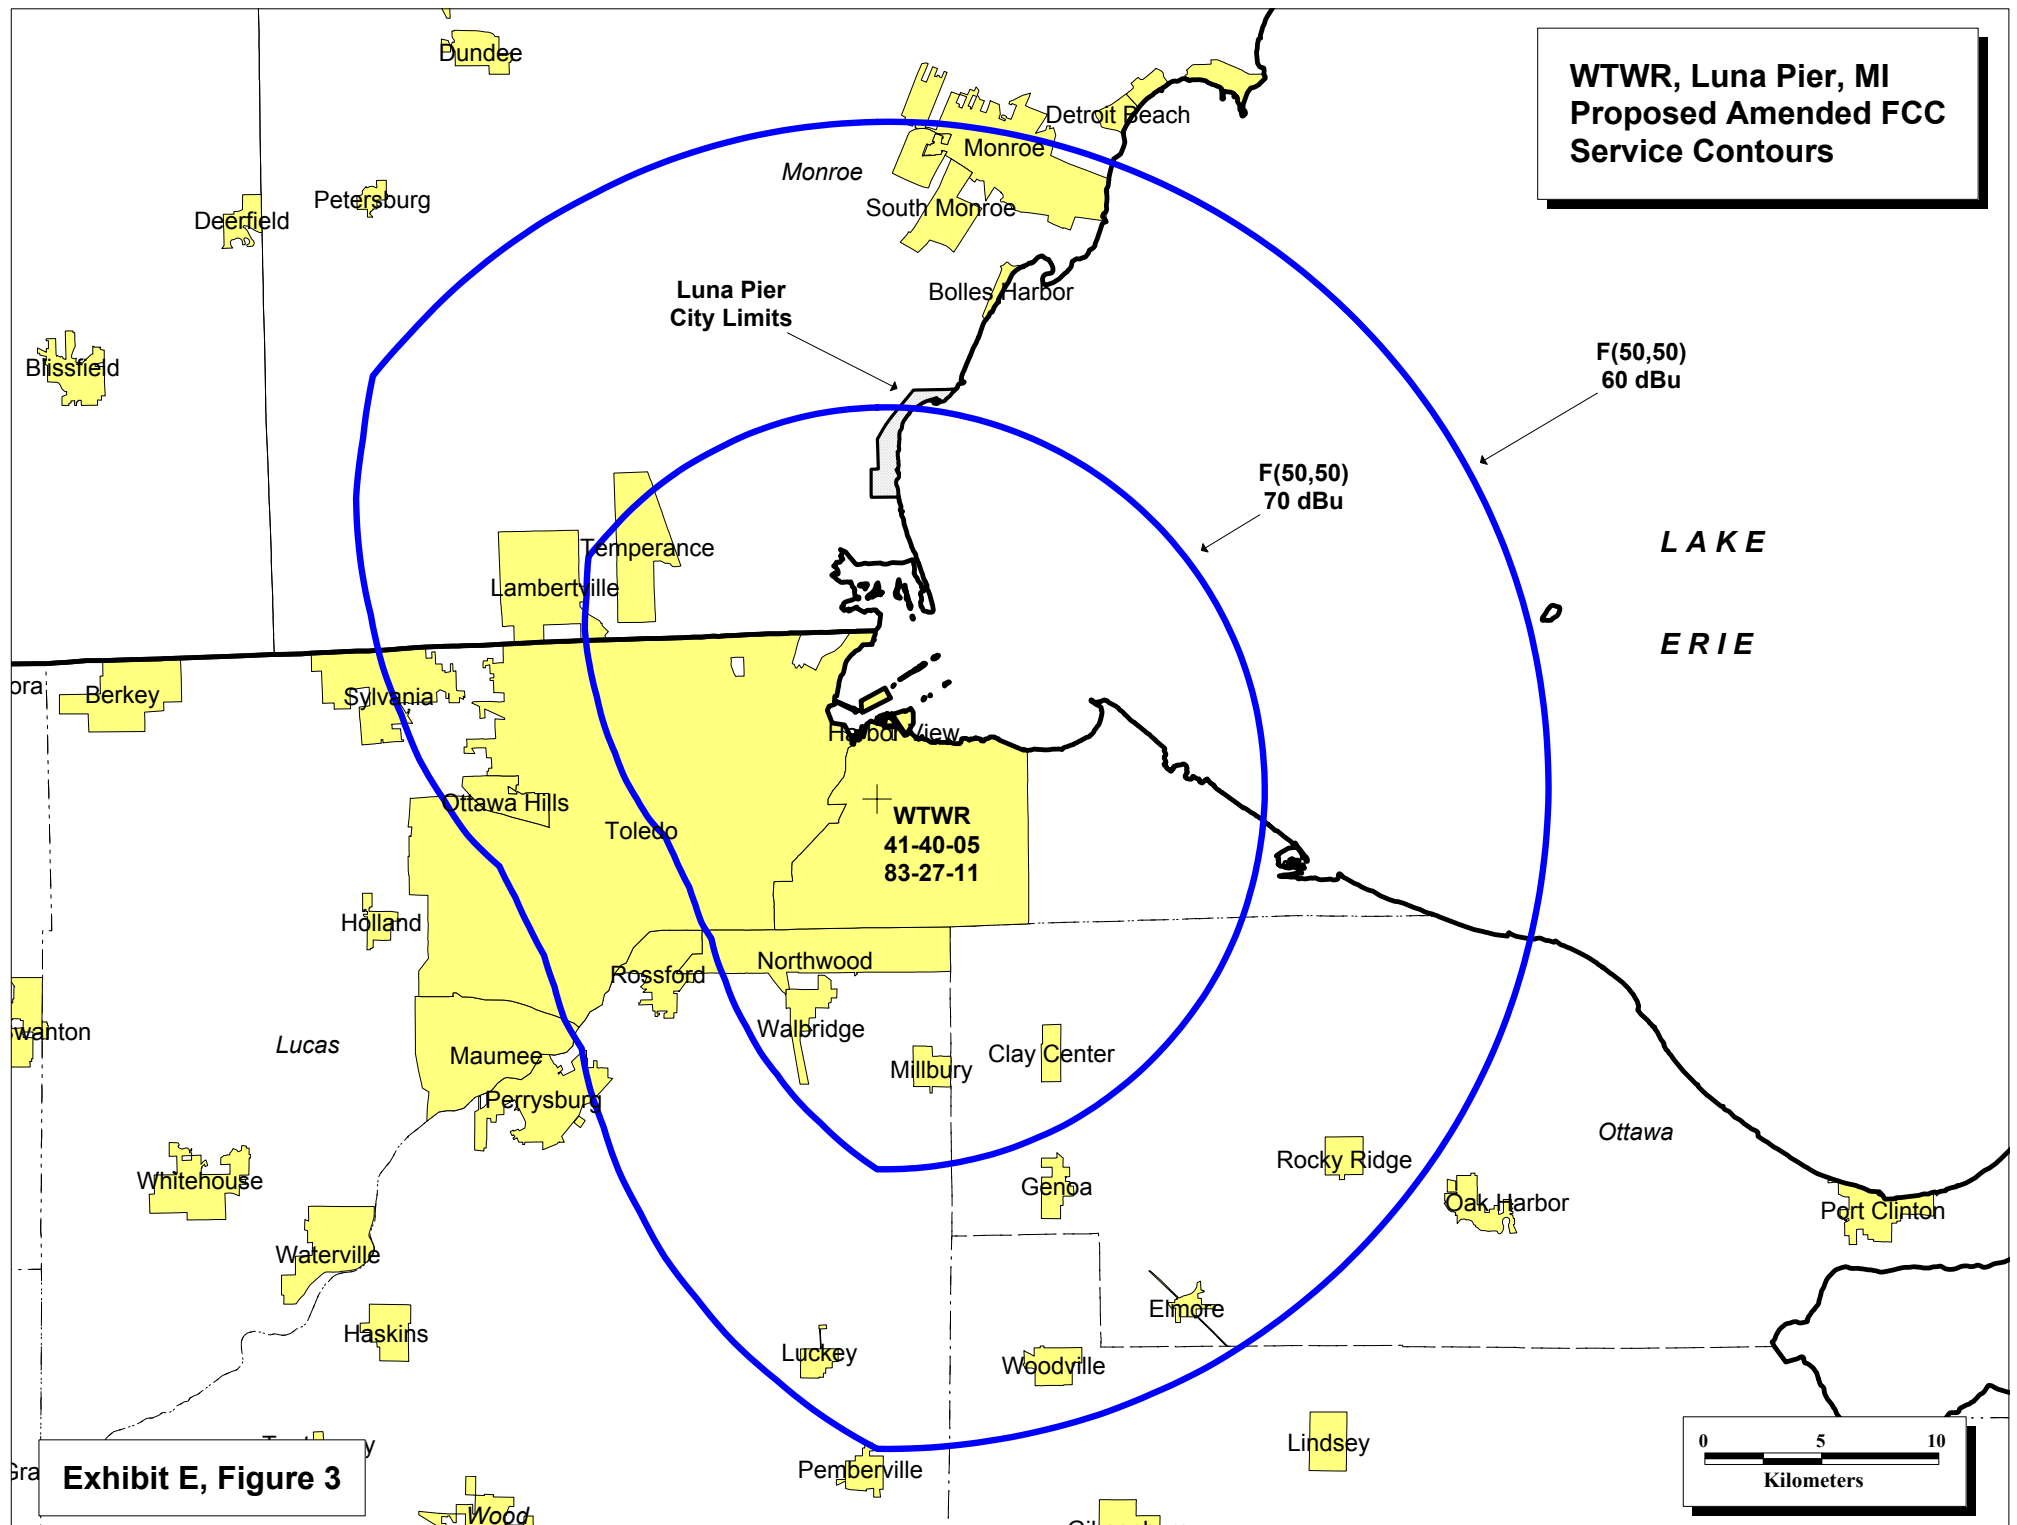 Dundee
WTWR, Luna Pier, MI
Proposed Amended FCC
Service Contours
Detroit Beach
Monroe
Monroe
Petersburg
South Monroe
Deerfield
Luna Pier
City Limits
Bolles Harbor
Blissfield
F(50,50)
60 dBu
F(50,50)
70 dBu
LAKE
Temperance
Lambertville
ERIE
ora
Berkey
Sylvania
Harbor View
Ottawa Hills
Toledo
WTWR
41-40-05
83-27-11
Holland
Northwood
Rossford
wanton
Lucas
Walbridge
Maumee
Clay Center
Millbury
Perrysburg
Ottawa
Rocky Ridge
Whitehouse
Genoa
Oak Harbor
Port Clinton
Waterville
Elmore
Haskins
Luckey
Woodville
Lindsey
0 5 10
Kilometers
y
Gra
Exhibit E, Figure 3
Pemberville
Wood